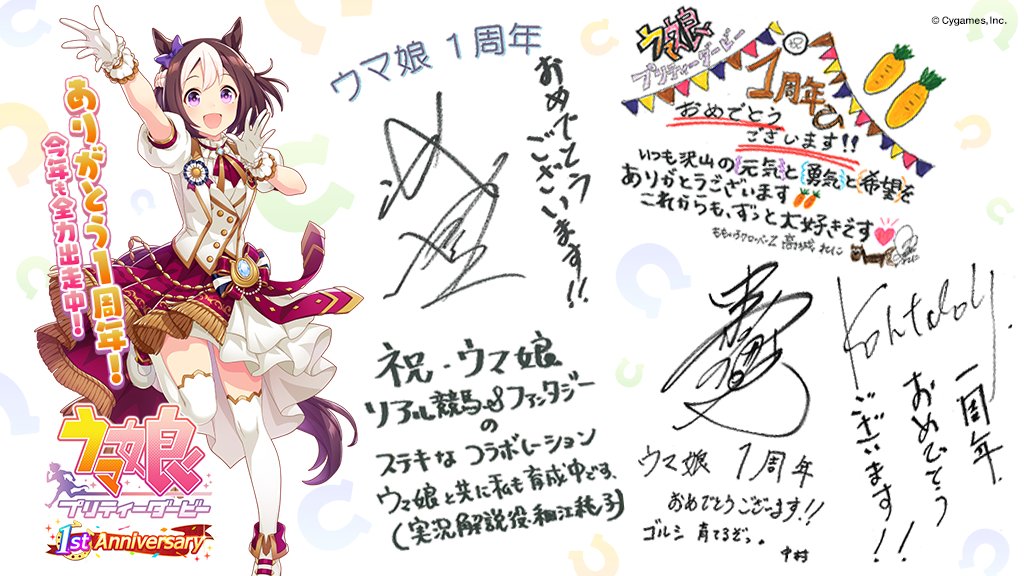 © Cygames, Inc.
ありがとう1周年!
今年も全力出走中!
ウマ娘
プリティーダービー
1st Anniversary
ウマ娘 1周年
おめでとう
ございます!!
ウマ娘
プリティーダービー
祝
1周年
おめでとう
ございます!!
いつも沢山の元気と勇気と希望を
ありがとうございます
これからも、ずっと大好きです
ももいろクローバーZ 高城 れに
祝・ウマ娘
リアル競馬&ファンタジー
の
ステキなコラボレーション
ウマ娘と共に私も育成中です。
(実況解説役・細江純子)
ウマ娘 1周年
おめでとうございます!!
ゴルシ 育てるぞっ。
中村
一周年
おめでとう
ございます!!